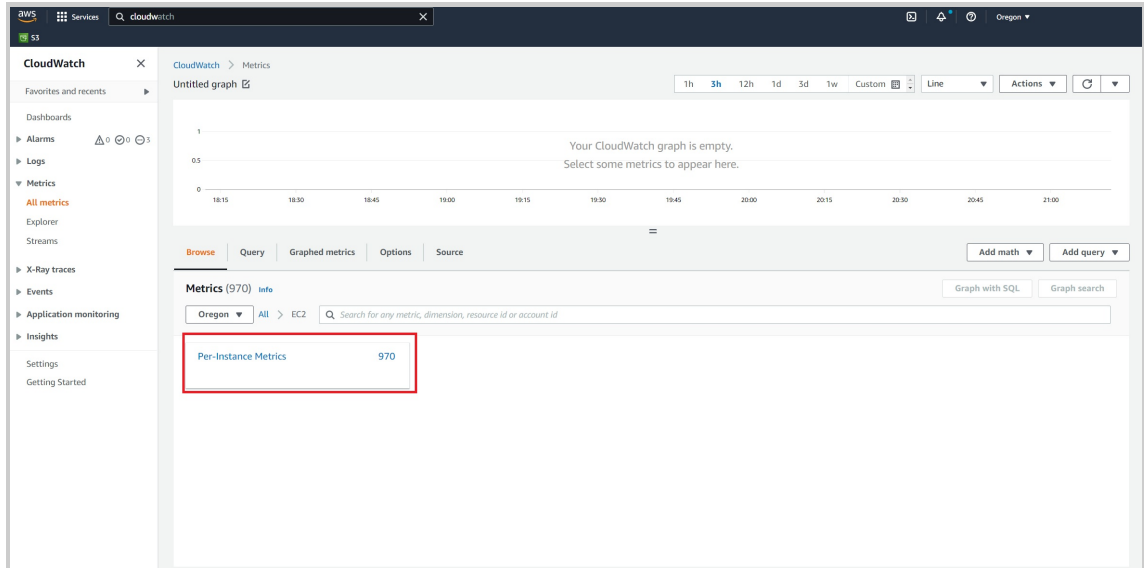 aws Services cloudwatch Oregon
S3
CloudWatch
Favorites and recents
Dashboards
Alarms 0 0 3
Logs
Metrics
All metrics
Explorer
Streams
X-Ray traces
Events
Application monitoring
Insights
Settings
Getting Started
CloudWatch > Metrics
Untitled graph 1h 3h 12h 1d 3d 1w Custom Line Actions
1
0.5
0
Your CloudWatch graph is empty.
Select some metrics to appear here.
18:15 18:30 18:45 19:00 19:15 19:30 19:45 20:00 20:15 20:30 20:45 21:00
Browse Query Graphed metrics Options Source Add math Add query
Metrics (970) Info Graph with SQL Graph search
Oregon All > EC2 Search for any metric, dimension, resource id or account id
Per-Instance Metrics 970